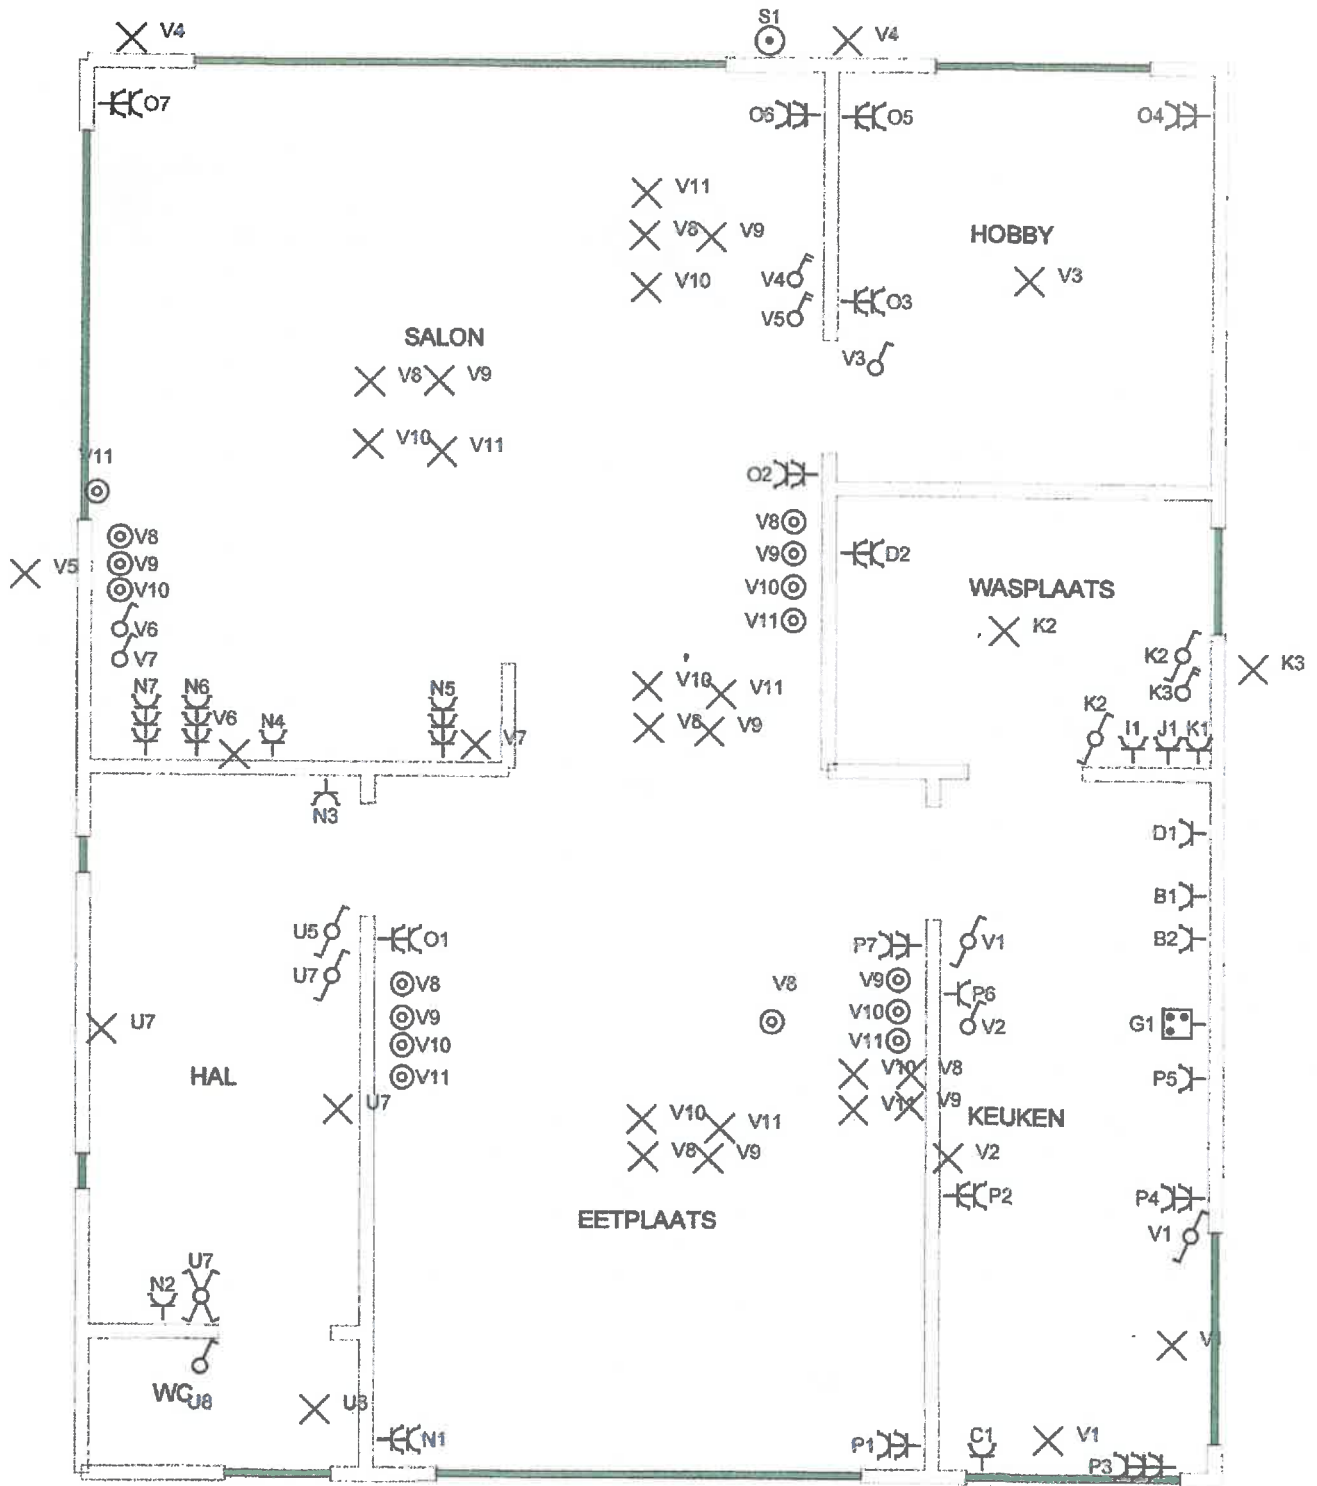 V4
S1
V4
O7
O6
O5
O4
V11
V8 V9
V10
V4
V5
O3
HOBBY
V3
SALON
V3
V8 V9
V10 V11
V11
O2
V8
V9
V10
V11
D2
V8
V9
V10
V5
V6
V7
WASPLAATS
K2
K2
K3
K3
K2
I1 J1 K1
N7 N6
V6
N4
N5
V7
V10 V11
V8 V9
N3
D1
B1
B2
U5
U7
O1
V8
V9
V10
V11
V8
P7
V9
V10
V11
V1
P6
V2
G1
P5
U7
HAL
U7
V10 V8
V11 V9
KEUKEN
V10 V11
V8 V9
V2
P2
P4
V1
EETPLAATS
U7
N2
WC
U8
U8
N1
P1
C1
V1
P3